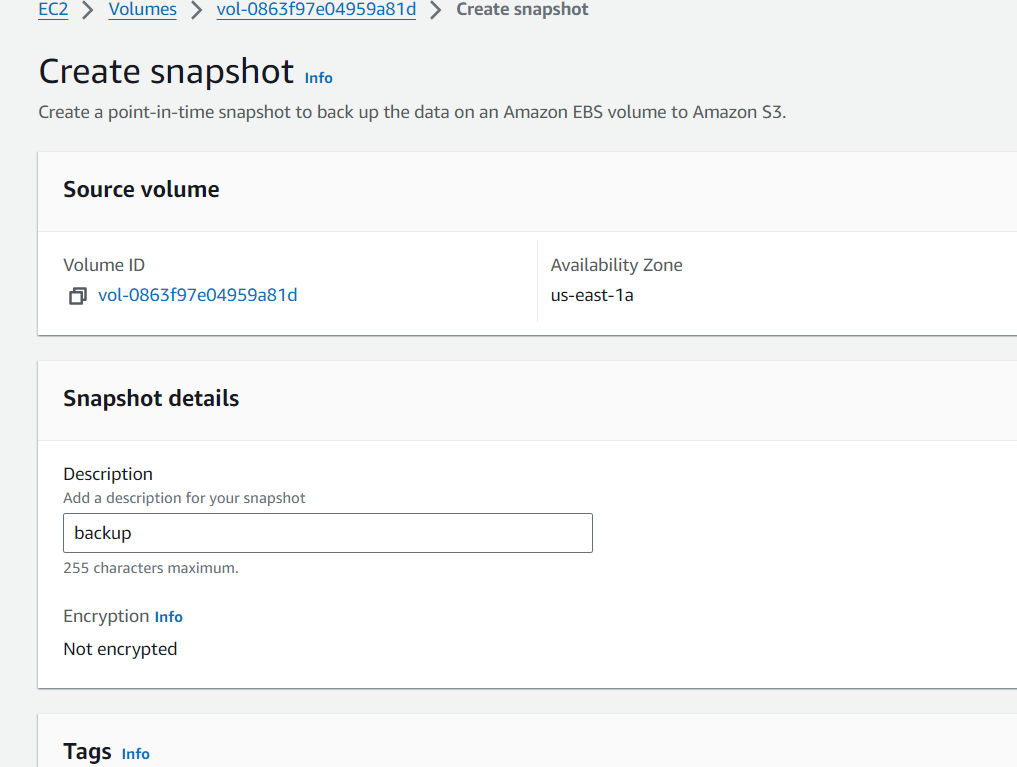 EC2 > Volumes > vol-0863f97e04959a81d > Create snapshot
Create snapshot Info
Create a point-in-time snapshot to back up the data on an Amazon EBS volume to Amazon S3.
Source volume
Volume ID
vol-0863f97e04959a81d
Availability Zone
us-east-1a
Snapshot details
Description
Add a description for your snapshot
backup
255 characters maximum.
Encryption Info
Not encrypted
Tags Info